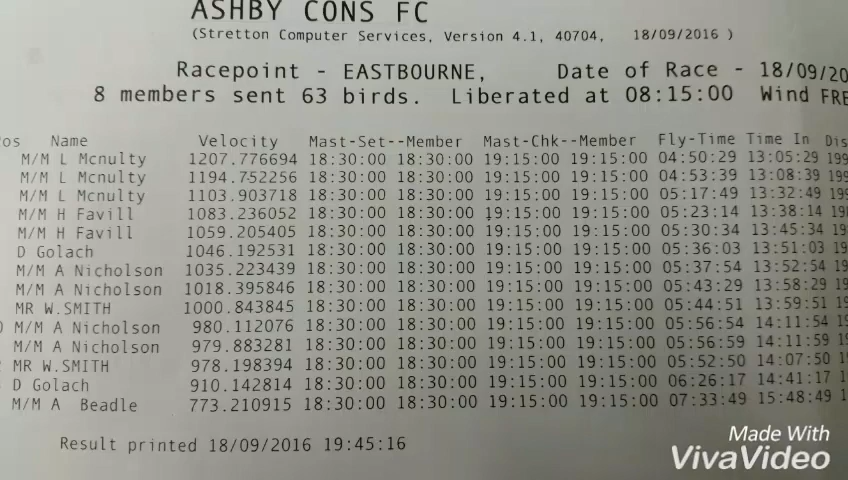 ASHBY CONS FC
(Stretton Computer Services, Version 4.1, 40704, 18/09/2016 )
Racepoint - EASTBOURNE, Date of Race - 18/09/20
8 members sent 63 birds. Liberated at 08:15:00 Wind FRE
os Name Velocity Mast-Set--Member Mast-Chk--Member Fly-Time Time In Dis
M/M L Mcnulty 1207.776694 18:30:00 18:30:00 19:15:00 19:15:00 04:50:29 13:05:29 199
M/M L Mcnulty 1194.752256 18:30:00 18:30:00 19:15:00 19:15:00 04:53:39 13:08:39 199
M/M L Mcnulty 1103.903718 18:30:00 18:30:00 19:15:00 19:15:00 05:17:49 13:32:49 199
M/M H Favill 1083.236052 18:30:00 18:30:00 19:15:00 19:15:00 05:23:14 13:38:14 198
M/M H Favill 1059.205405 18:30:00 18:30:00 19:15:00 19:15:00 05:30:34 13:45:34 19
D Golach 1046.192531 18:30:00 18:30:00 19:15:00 19:15:00 05:36:03 13:51:03 19
M/M A Nicholson 1035.223439 18:30:00 18:30:00 19:15:00 19:15:00 05:37:54 13:52:54 19
M/M A Nicholson 1018.395846 18:30:00 18:30:00 19:15:00 19:15:00 05:43:29 13:58:29 19
MR W.SMITH 1000.843845 18:30:00 18:30:00 19:15:00 19:15:00 05:44:51 13:59:51 19
0 M/M A Nicholson 980.112076 18:30:00 18:30:00 19:15:00 19:15:00 05:56:54 14:11:54 19
M/M A Nicholson 979.883281 18:30:00 18:30:00 19:15:00 19:15:00 05:56:59 14:11:59 19
MR W.SMITH 978.198394 18:30:00 18:30:00 19:15:00 19:15:00 05:52:50 14:07:50 1
D Golach 910.142814 18:30:00 18:30:00 19:15:00 19:15:00 06:26:17 14:41:17 1
M/M A Beadle 773.210915 18:30:00 18:30:00 19:15:00 19:15:00 07:33:49 15:48:49 1
Result printed 18/09/2016 19:45:16
Made With
VivaVideo